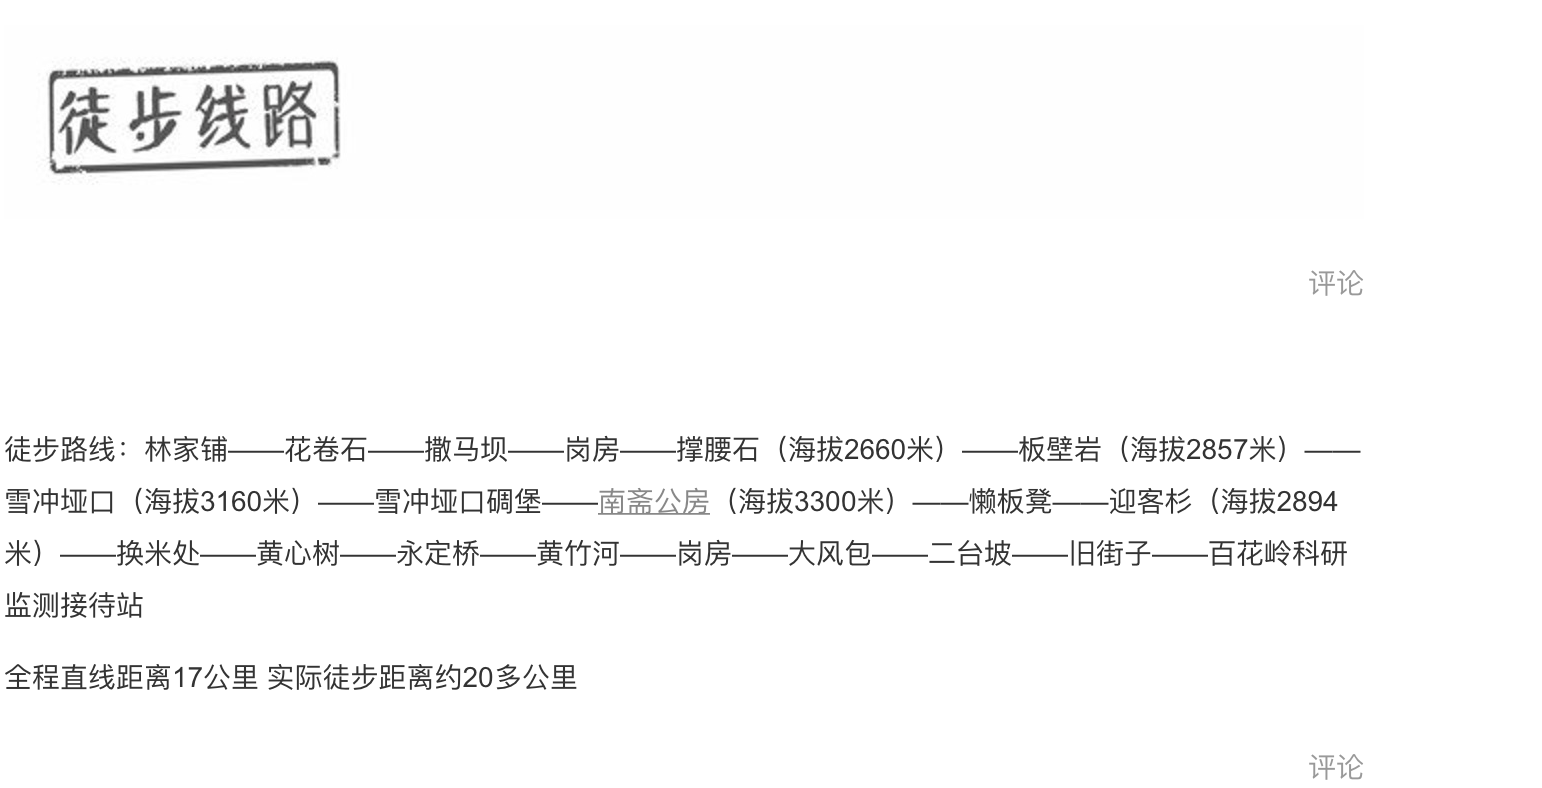 徒步线路
评论
徒步路线：林家铺——花卷石——撒马坝——岗房——撑腰石（海拔2660米）——板壁岩（海拔2857米）——
雪冲垭口（海拔3160米）——雪冲垭口碉堡——南斋公房（海拔3300米）——懒板凳——迎客杉（海拔2894
米）——换米处——黄心树——永定桥——黄竹河——岗房——大风包——二台坡——旧街子——百花岭科研
监测接待站
全程直线距离17公里 实际徒步距离约20多公里
评论